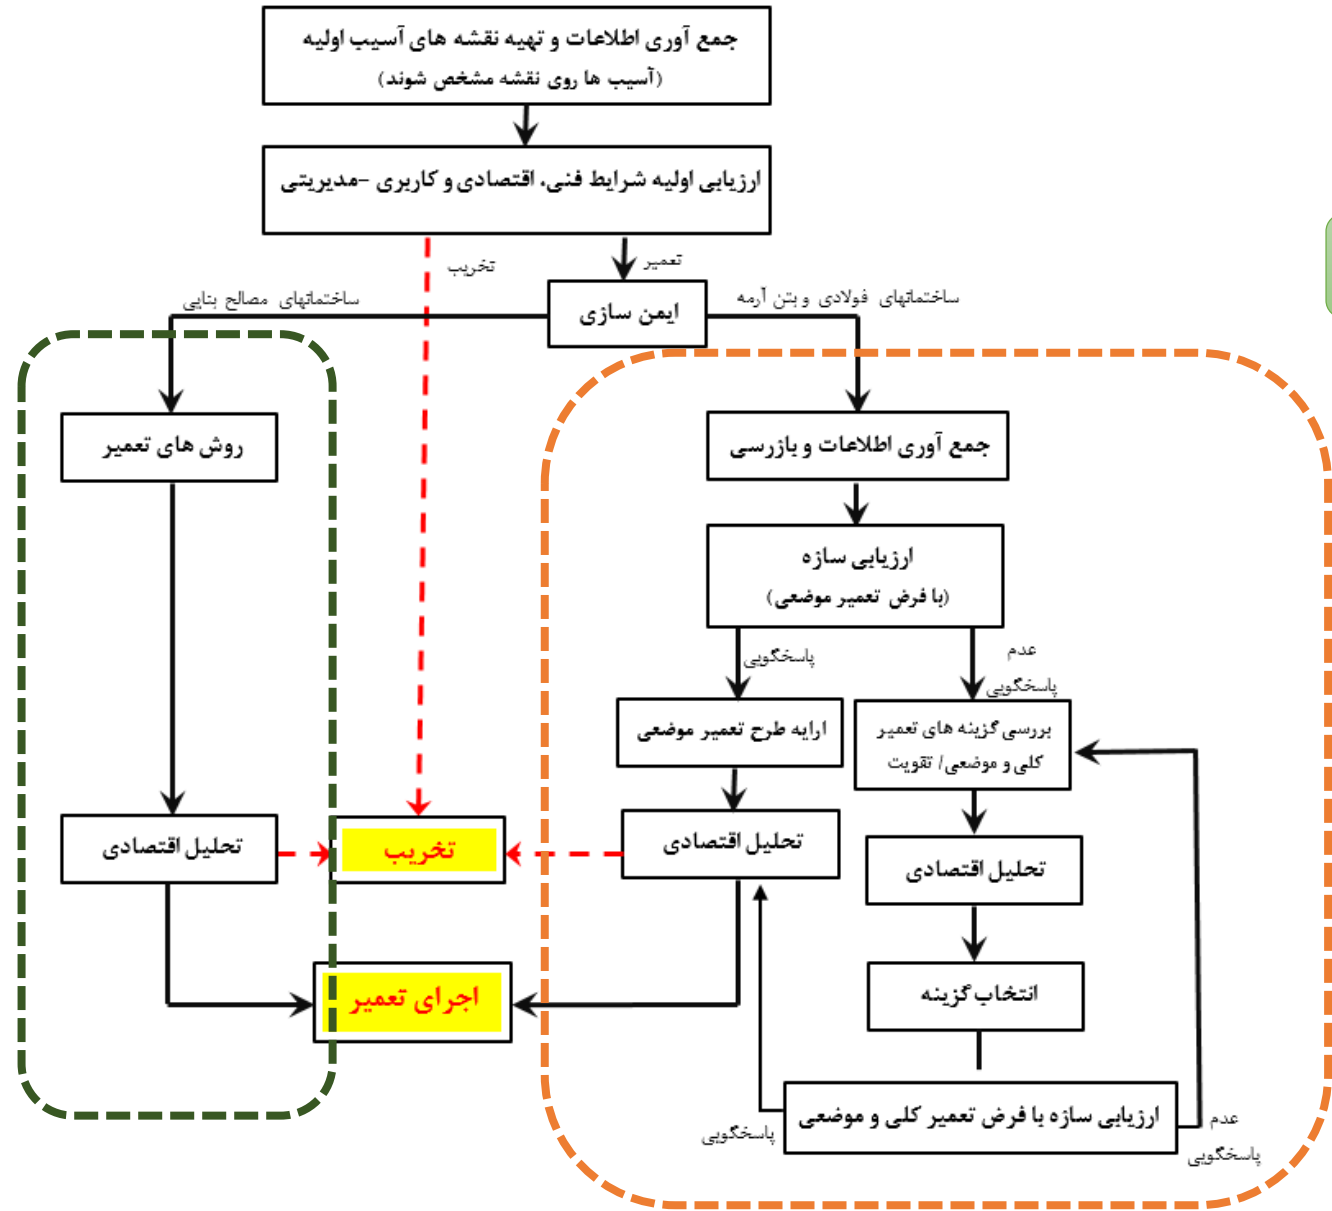 جمع آوری اطلاعات و تهیه نقشه های آسیب اولیه
(آسیب ها روی نقشه مشخص شوند)
ارزیابی اولیه شرایط فنی، اقتصادی و کاربری -مدیریتی
تخریب
تعمیر
ساختمانهای مصالح بنایی
ایمن سازی
ساختمانهای فولادی و بتن آرمه
روش های تعمیر
جمع آوری اطلاعات و بازرسی
ارزیابی سازه
(با فرض تعمیر موضعی)
پاسخگویی
عدم
پاسخگویی
ارایه طرح تعمیر موضعی
بررسی گزینه های تعمیر
کلی و موضعی/ تقویت
تحلیل اقتصادی
تخریب
تحلیل اقتصادی
تحلیل اقتصادی
اجرای تعمیر
انتخاب گزینه
ارزیابی سازه با فرض تعمیر کلی و موضعی
پاسخگویی
عدم
پاسخگویی